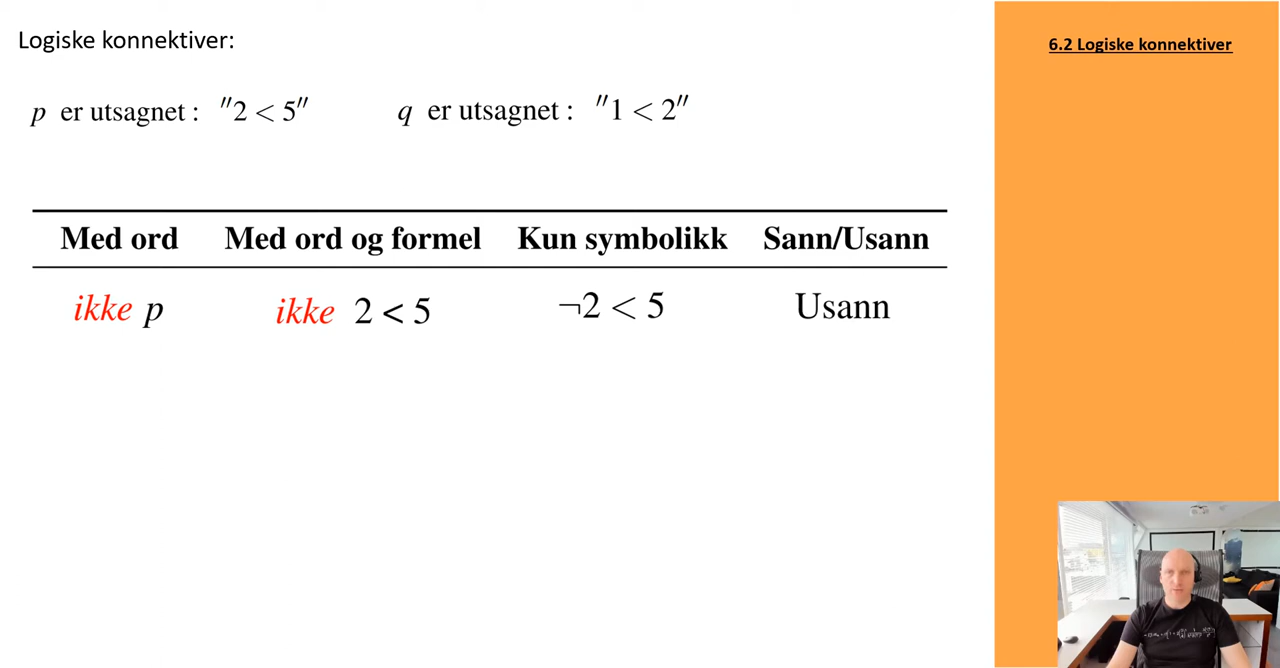 Logiske konnektiver:
6.2 Logiske konnektiver
p er utsagnet : "2 < 5" q er utsagnet : "1 < 2"
Med ord Med ord og formel Kun symbolikk Sann/Usann
ikke p ikke 2 < 5 ¬2 < 5 Usann